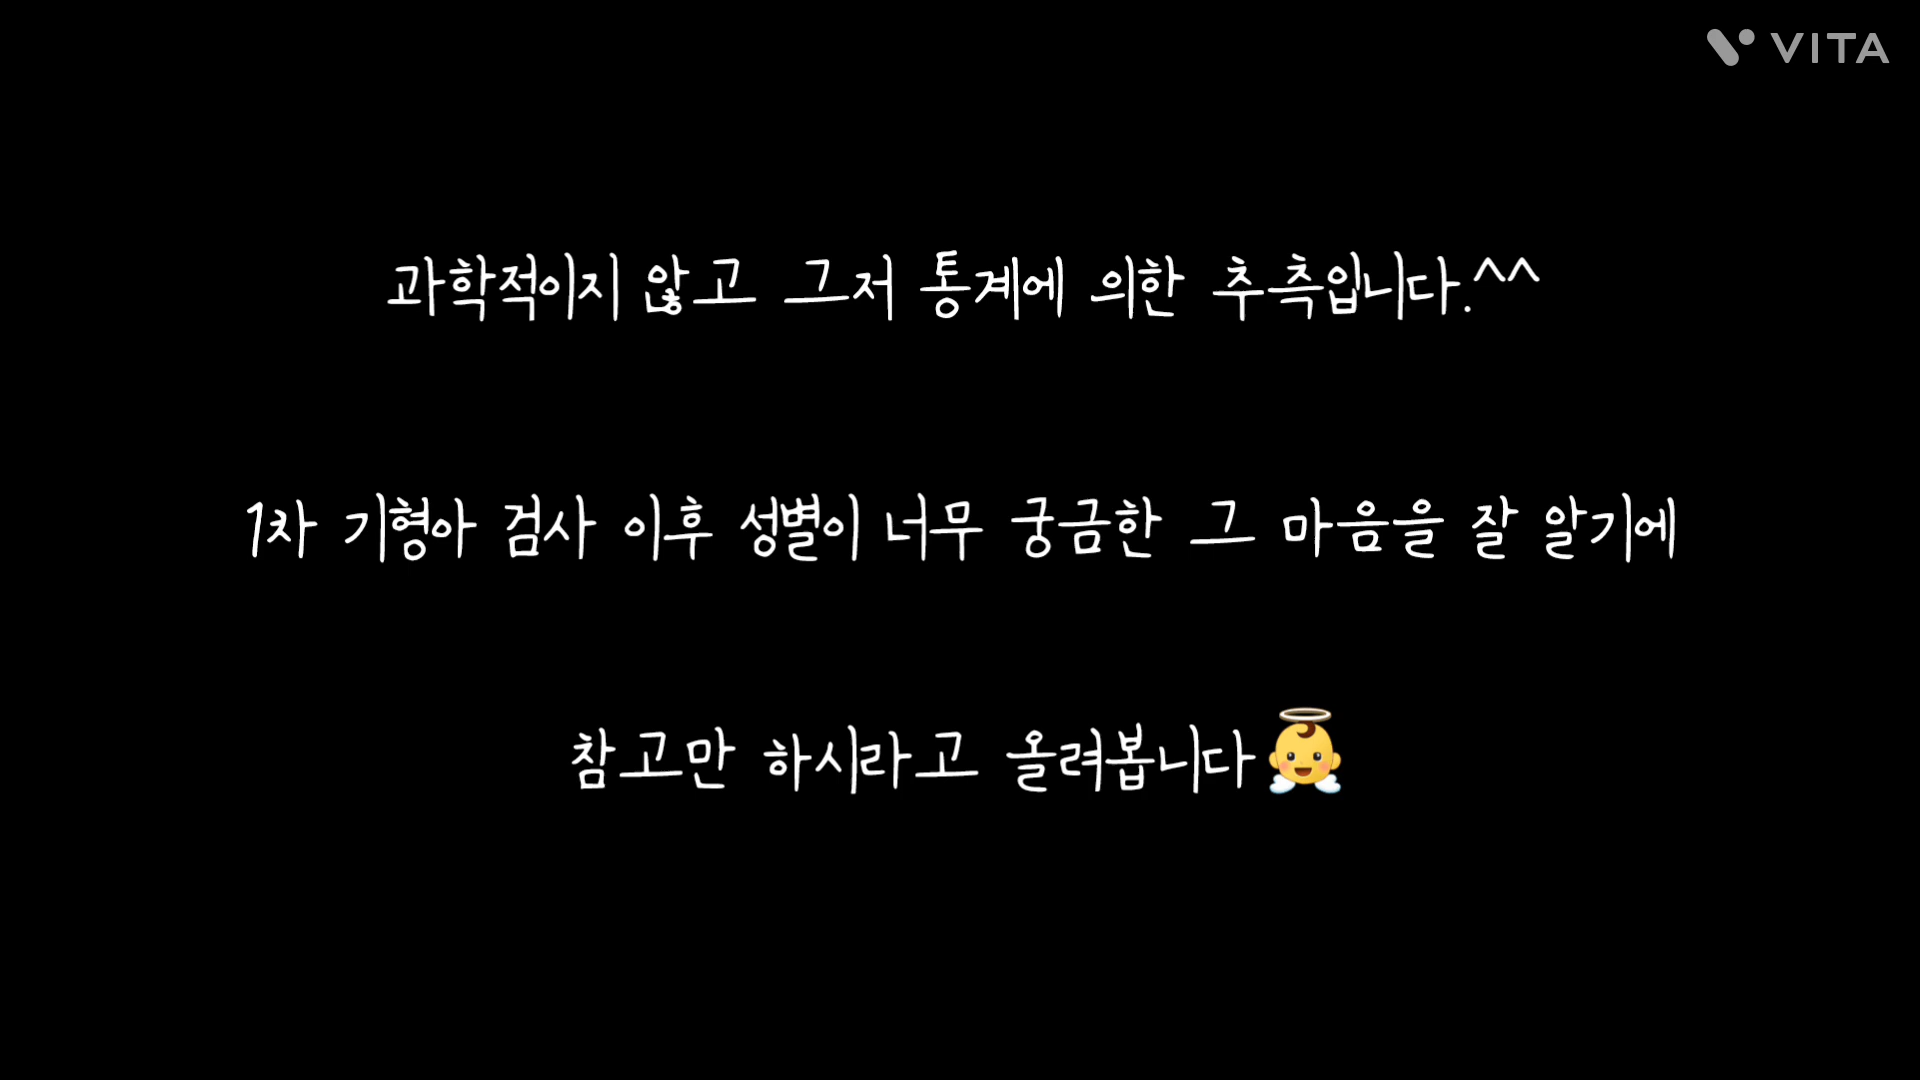 VITA
과학적이지 않고 그저 통계에 의한 추측입니다.^^
1차 기형아 검사 이후 성별이 너무 궁금한 그 마음을 잘 알기에
참고만 하시라고 올려봅니다👼